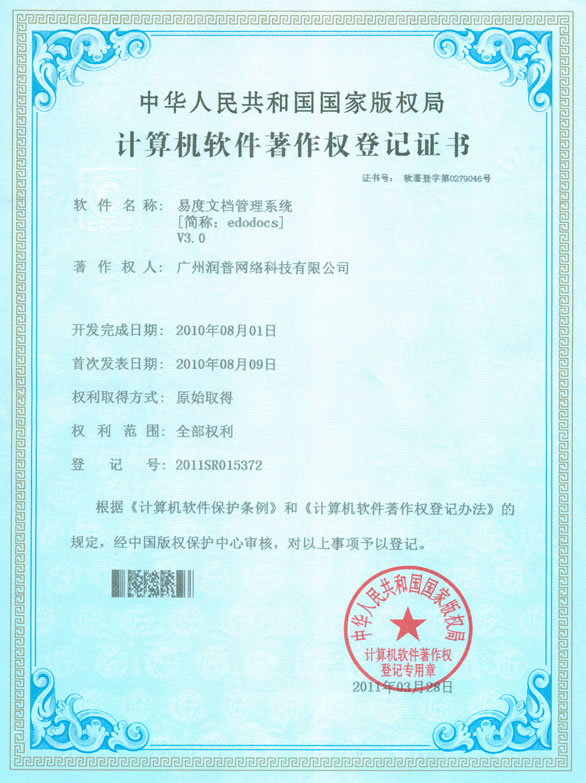 中华人民共和国国家版权局
计算机软件著作权登记证书
证书号： 软著登字第0279046号
软件名称： 易度文档管理系统
[简称：edodocs]
V3.0
著作权人： 广州润普网络科技有限公司
开发完成日期： 2010年08月01日
首次发表日期： 2010年08月09日
权利取得方式： 原始取得
权利范围： 全部权利
登记号： 2011SR015372
根据《计算机软件保护条例》和《计算机软件著作权登记办法》的
规定，经中国版权保护中心审核，对以上事项予以登记。
中华人民共和国国家版权局
计算机软件著作权
登记专用章
2011年03月28日